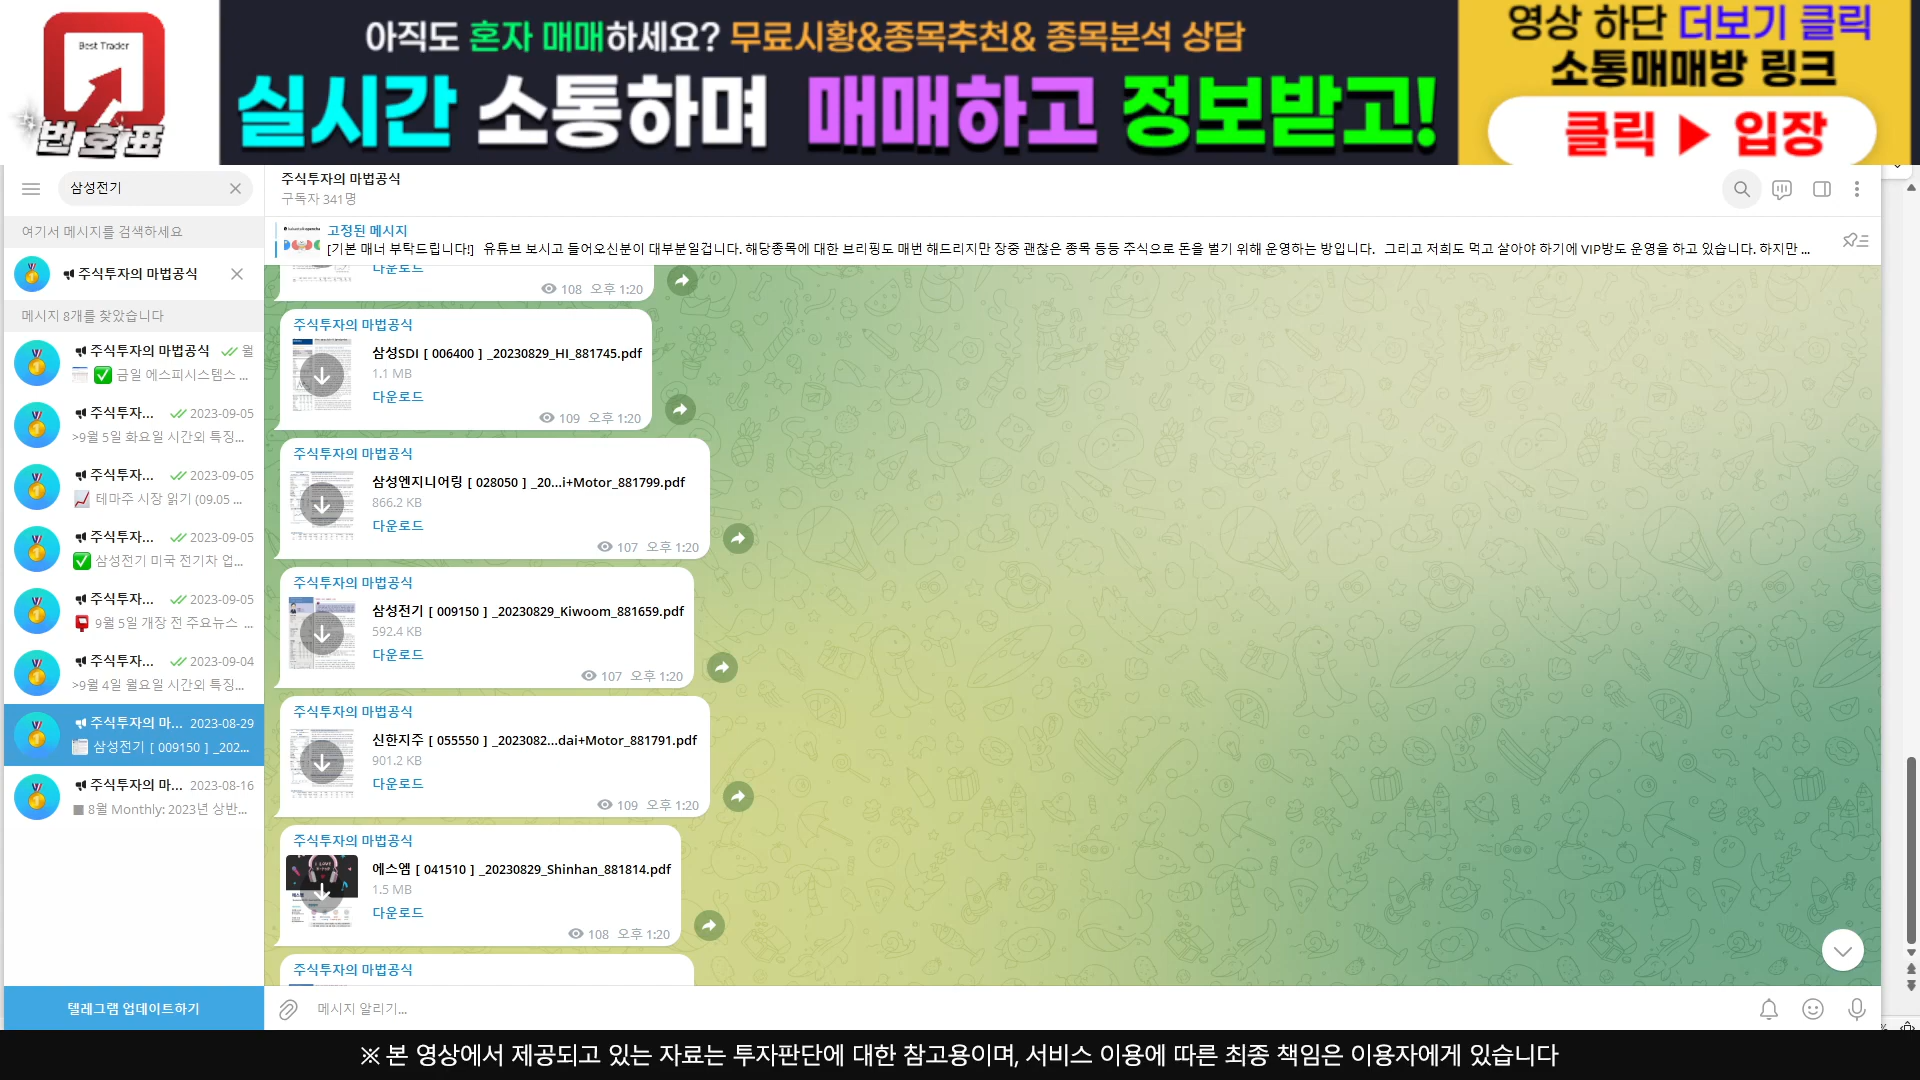 Best Trader
번호표
아직도 혼자 매매하세요? 무료시황&종목추천& 종목분석 상담
실시간 소통하며 매매하고 정보받고!
영상 하단 더보기 클릭
소통매매방 링크
클릭 ▶ 입장
삼성전기
여기서 메시지를 검색하세요
주식투자의 마법공식
메시지 8개를 찾았습니다
주식투자의 마법공식 월
금일 에스피시스템스 ...
주식투자... 2023-09-05
>9월 5일 화요일 시간외 특징...
주식투자... 2023-09-05
테마주 시장 읽기 (09.05 ...
주식투자... 2023-09-05
삼성전기 미국 전기차 업...
주식투자... 2023-09-05
9월 5일 개장 전 주요뉴스 ...
주식투자... 2023-09-04
>9월 4일 월요일 시간외 특징...
주식투자의 마... 2023-08-29
삼성전기 [ 009150 ] _202...
주식투자의 마... 2023-08-16
■ 8월 Monthly: 2023년 상반...
텔레그램 업데이트하기
주식투자의 마법공식
구독자 341명
고정된 메시지
[기본 매너 부탁드립니다!] 유튜브 보시고 들어오신분이 대부분일겁니다. 해당종목에 대한 브리핑도 매번 해드리지만 장중 괜찮은 종목 등등 주식으로 돈을 벌기 위해 운영하는 방입니다. 그리고 저희도 먹고 살아야 하기에 VIP방도 운영을 하고 있습니다. 하지만 ...
다운로드
108 오후 1:20
주식투자의 마법공식
삼성SDI [ 006400 ] _20230829_HI_881745.pdf
1.1 MB
다운로드
109 오후 1:20
주식투자의 마법공식
삼성엔지니어링 [ 028050 ] _20...i+Motor_881799.pdf
866.2 KB
다운로드
107 오후 1:20
주식투자의 마법공식
삼성전기 [ 009150 ] _20230829_Kiwoom_881659.pdf
592.4 KB
다운로드
107 오후 1:20
주식투자의 마법공식
신한지주 [ 055550 ] _2023082...dai+Motor_881791.pdf
901.2 KB
다운로드
109 오후 1:20
주식투자의 마법공식
에스엠 [ 041510 ] _20230829_Shinhan_881814.pdf
1.5 MB
다운로드
108 오후 1:20
주식투자의 마법공식
메시지 알리기...
※ 본 영상에서 제공되고 있는 자료는 투자판단에 대한 참고용이며, 서비스 이용에 따른 최종 책임은 이용자에게 있습니다